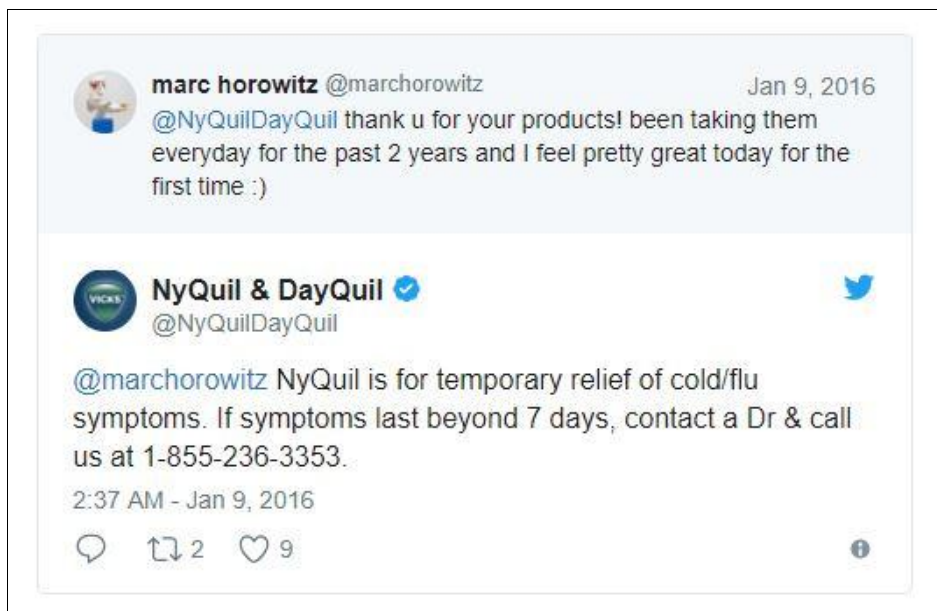 marc horowitz @marchorowitz Jan 9, 2016
@NyQuilDayQuil thank u for your products! been taking them
everyday for the past 2 years and I feel pretty great today for the
first time :)
VICKS
NyQuil & DayQuil
@NyQuilDayQuil
@marchorowitz NyQuil is for temporary relief of cold/flu
symptoms. If symptoms last beyond 7 days, contact a Dr & call
us at 1-855-236-3353.
2:37 AM - Jan 9, 2016
2 9